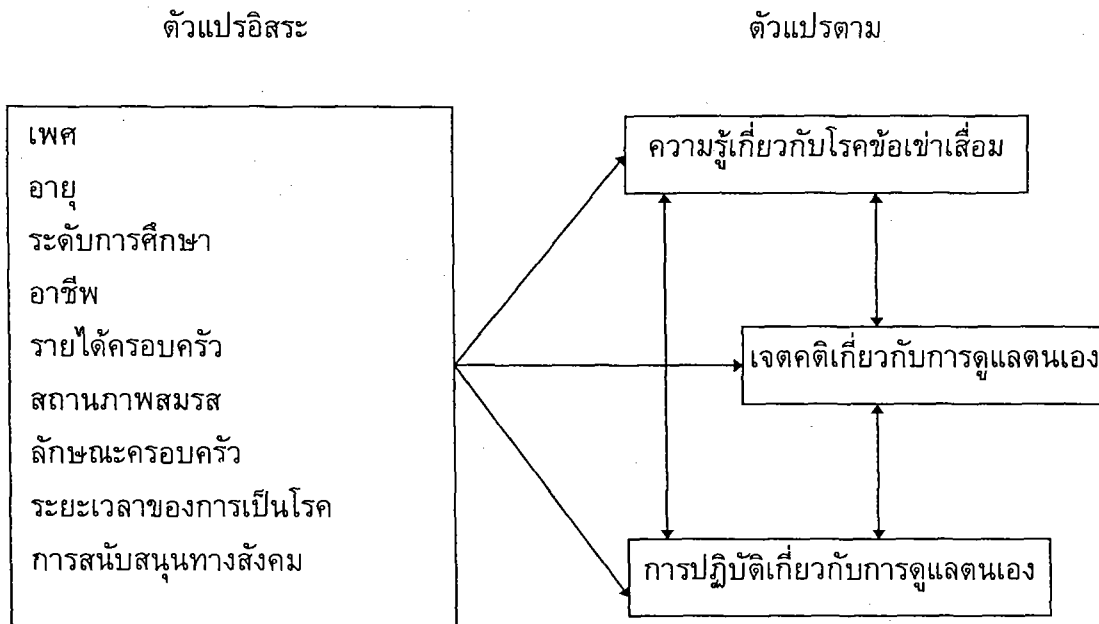 ตัวแปรอิสระ
ตัวแปรตาม
เพศ
อายุ
ระดับการศึกษา
อาชีพ
รายได้ครอบครัว
สถานภาพสมรส
ลักษณะครอบครัว
ระยะเวลาของการเป็นโรค
การสนับสนุนทางสังคม
ความรู้เกี่ยวกับโรคข้อเข่าเสื่อม
เจตคติเกี่ยวกับการดูแลตนเอง
การปฏิบัติเกี่ยวกับการดูแลตนเอง